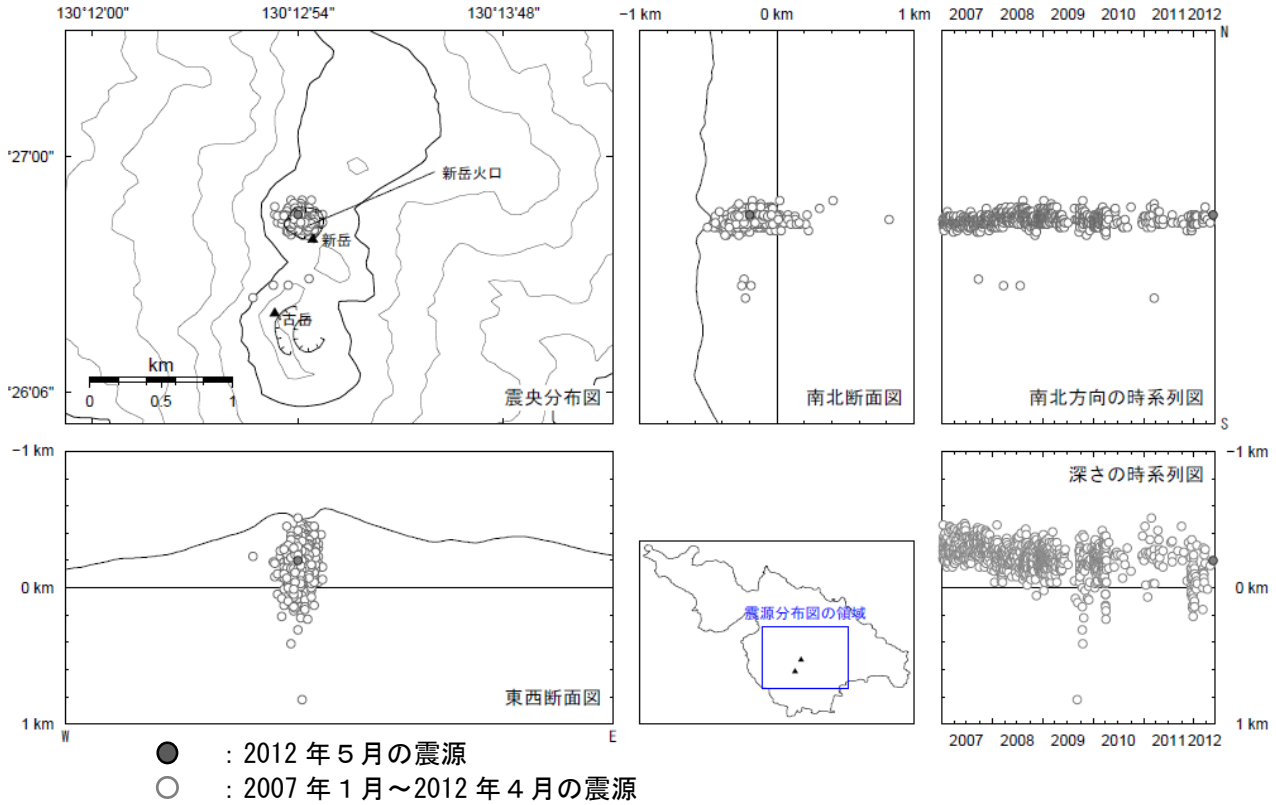 130°12'00"
130°12'54"
130°13'48"
−1 km
0 km
1 km
2007
2008
2009
2010
2011
2012
°27'00"
新岳火口
新岳
古岳
km
0
0.5
1
°26'06"
震央分布図
南北断面図
南北方向の時系列図
N
S
−1 km
0 km
1 km
東西断面図
W
E
震源分布図の領域
深さの時系列図
−1 km
0 km
1 km
2007
2008
2009
2010
2011
2012
：2012 年５月の震源
：2007 年１月～2012 年４月の震源